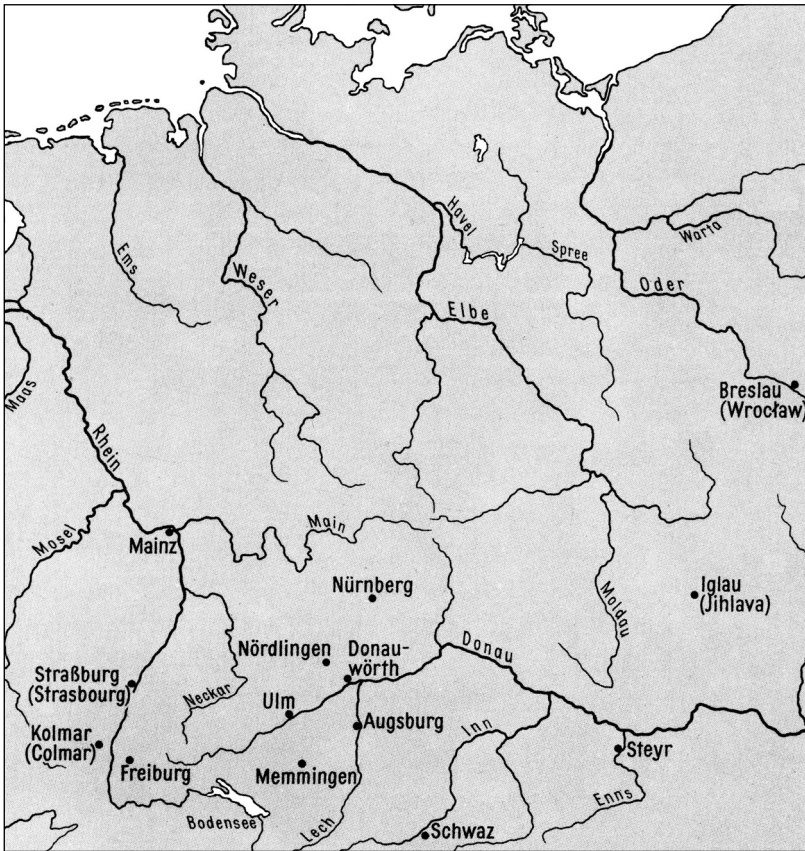 Havel
Warta
Ems
Spree
Weser
Oder
Elbe
Maas
Breslau
(Wrocław)
Rhein
Mosel
Main
Mainz
Nürnberg
Iglau
(Jihlava)
Moldau
Donau
Nördlingen
Donau-
wörth
Straßburg
(Strasbourg)
Neckar
Ulm
Augsburg
Inn
Kolmar
(Colmar)
Freiburg
Memmingen
Steyr
Enns
Bodensee
Lech
Schwaz